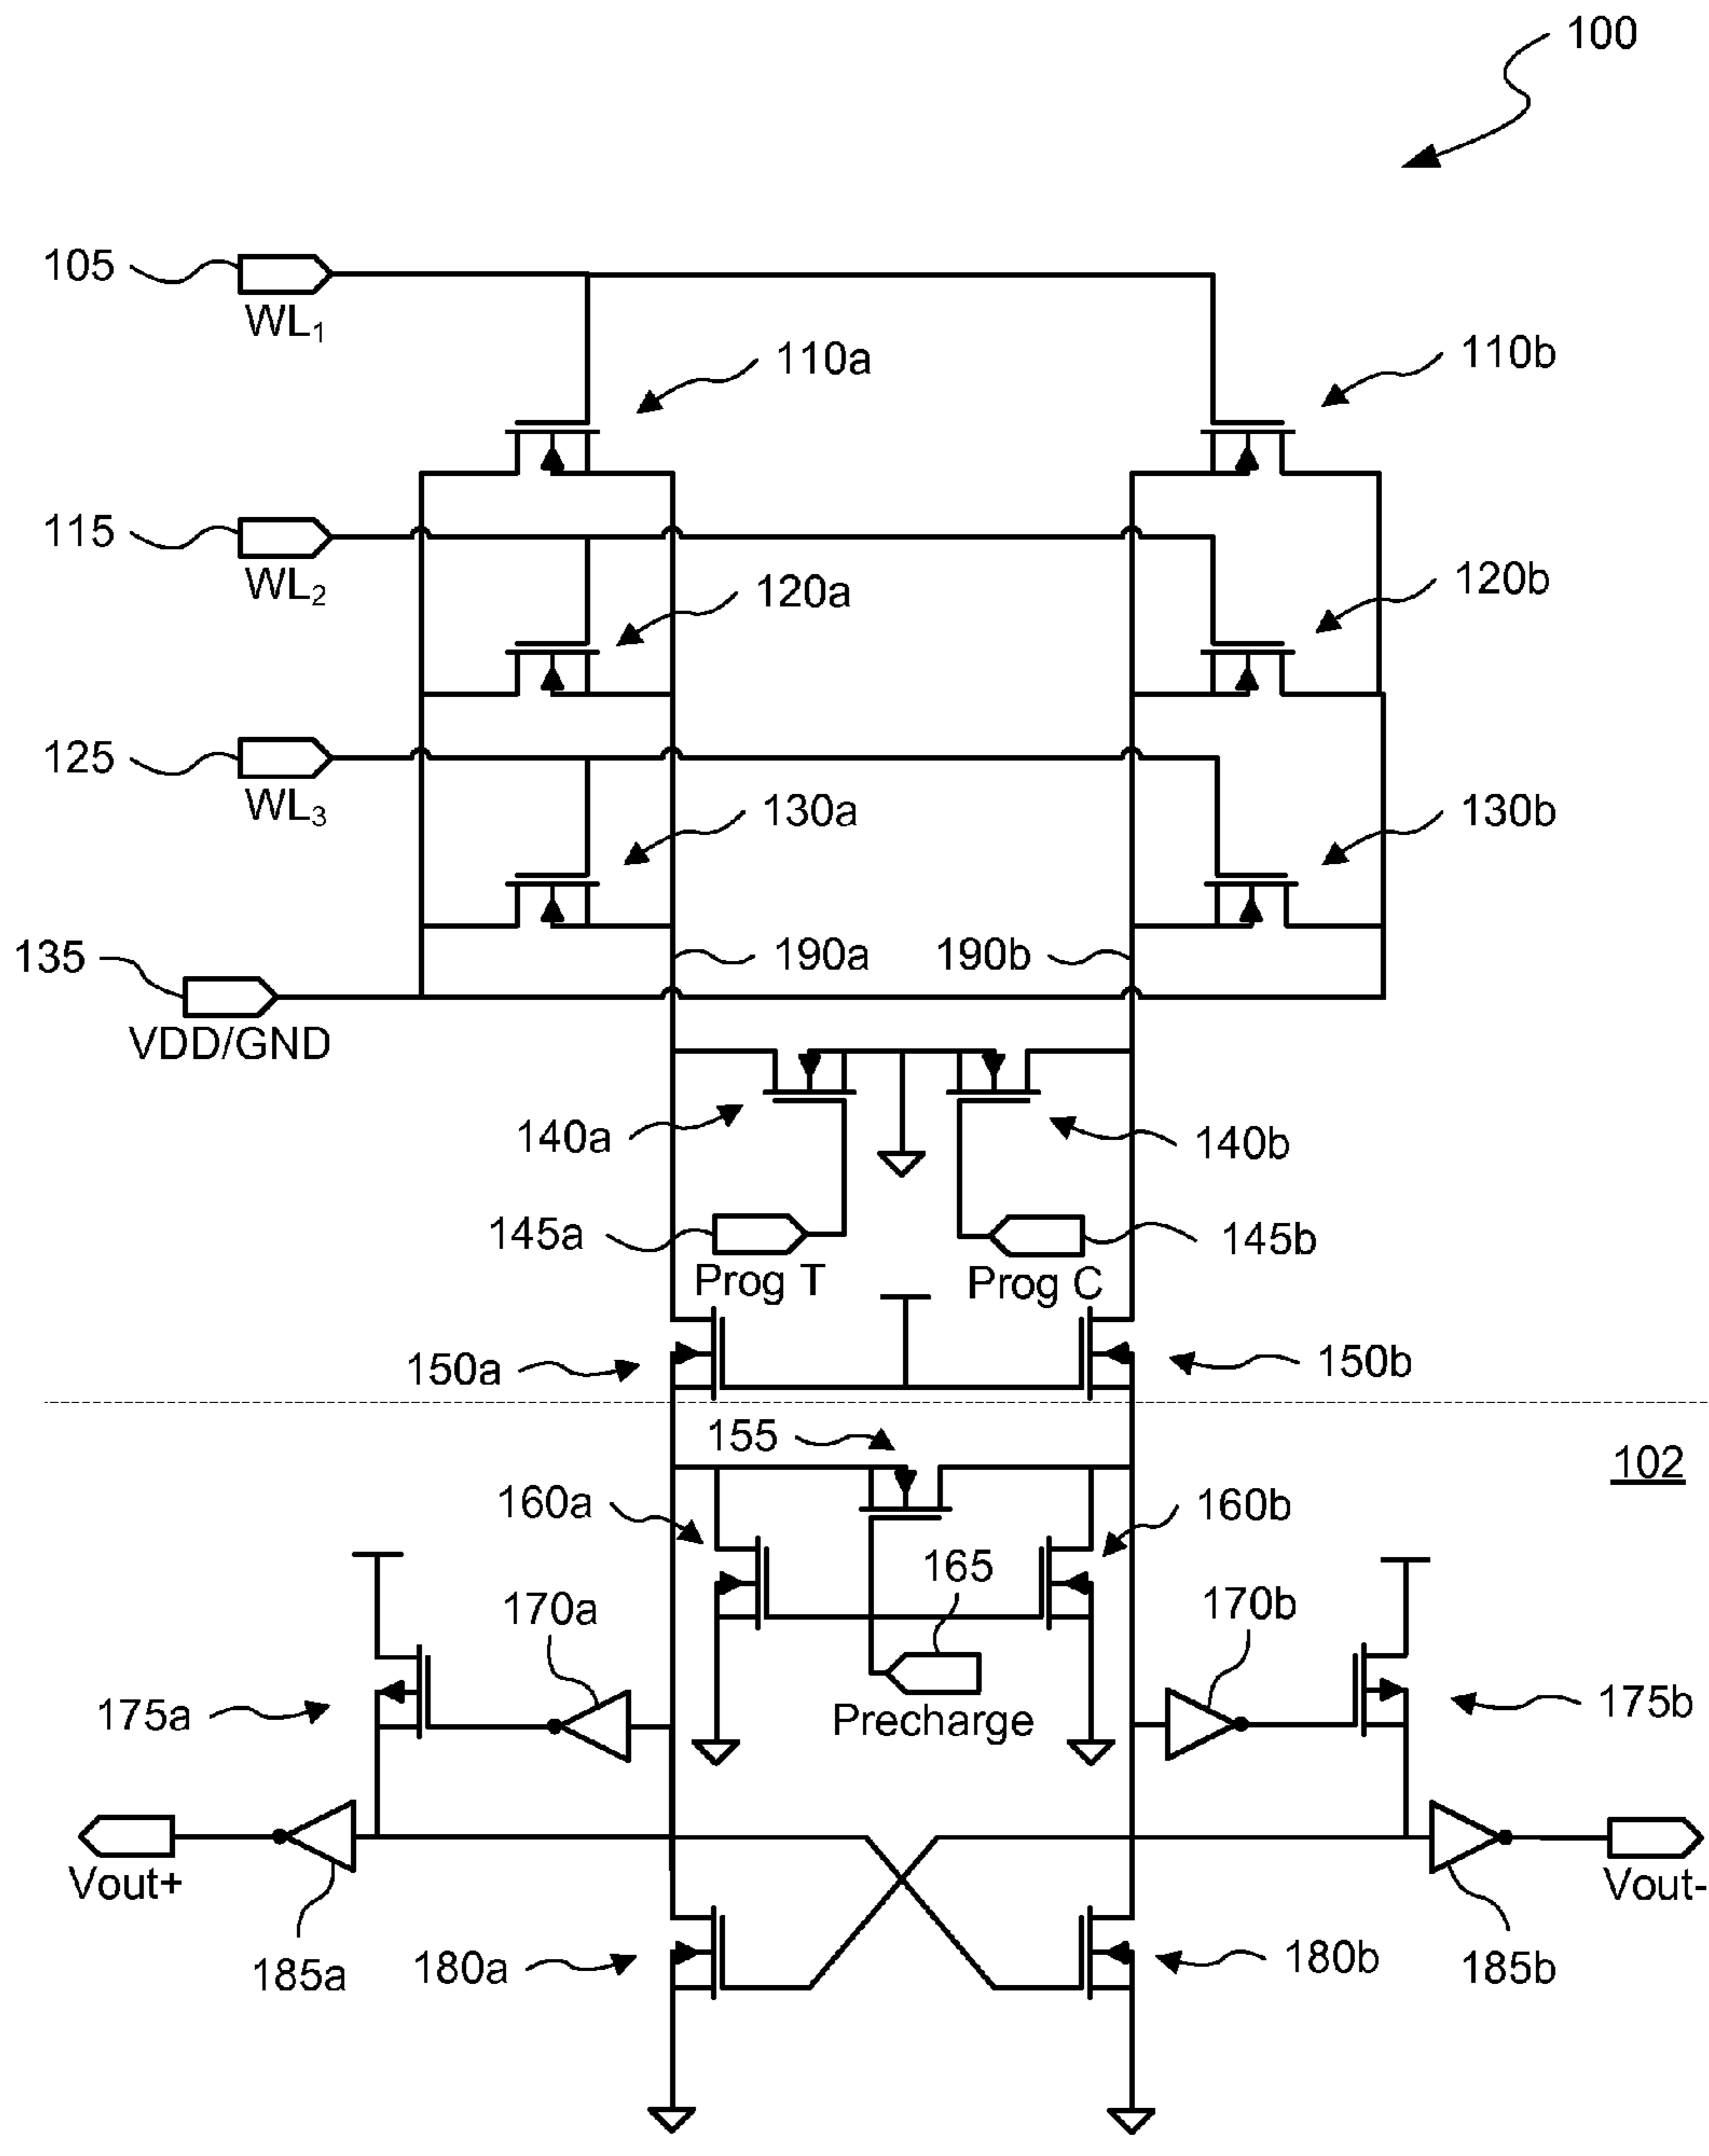 100
105
WL₁
110a
110b
115
WL₂
120a
120b
125
WL₃
130a
130b
135
VDD/GND
190a
190b
140a
140b
145a
Prog T
145b
Prog C
150a
150b
155
102
160a
160b
165
Precharge
170a
170b
175a
175b
Vout+
Vout-
185a
180a
180b
185b